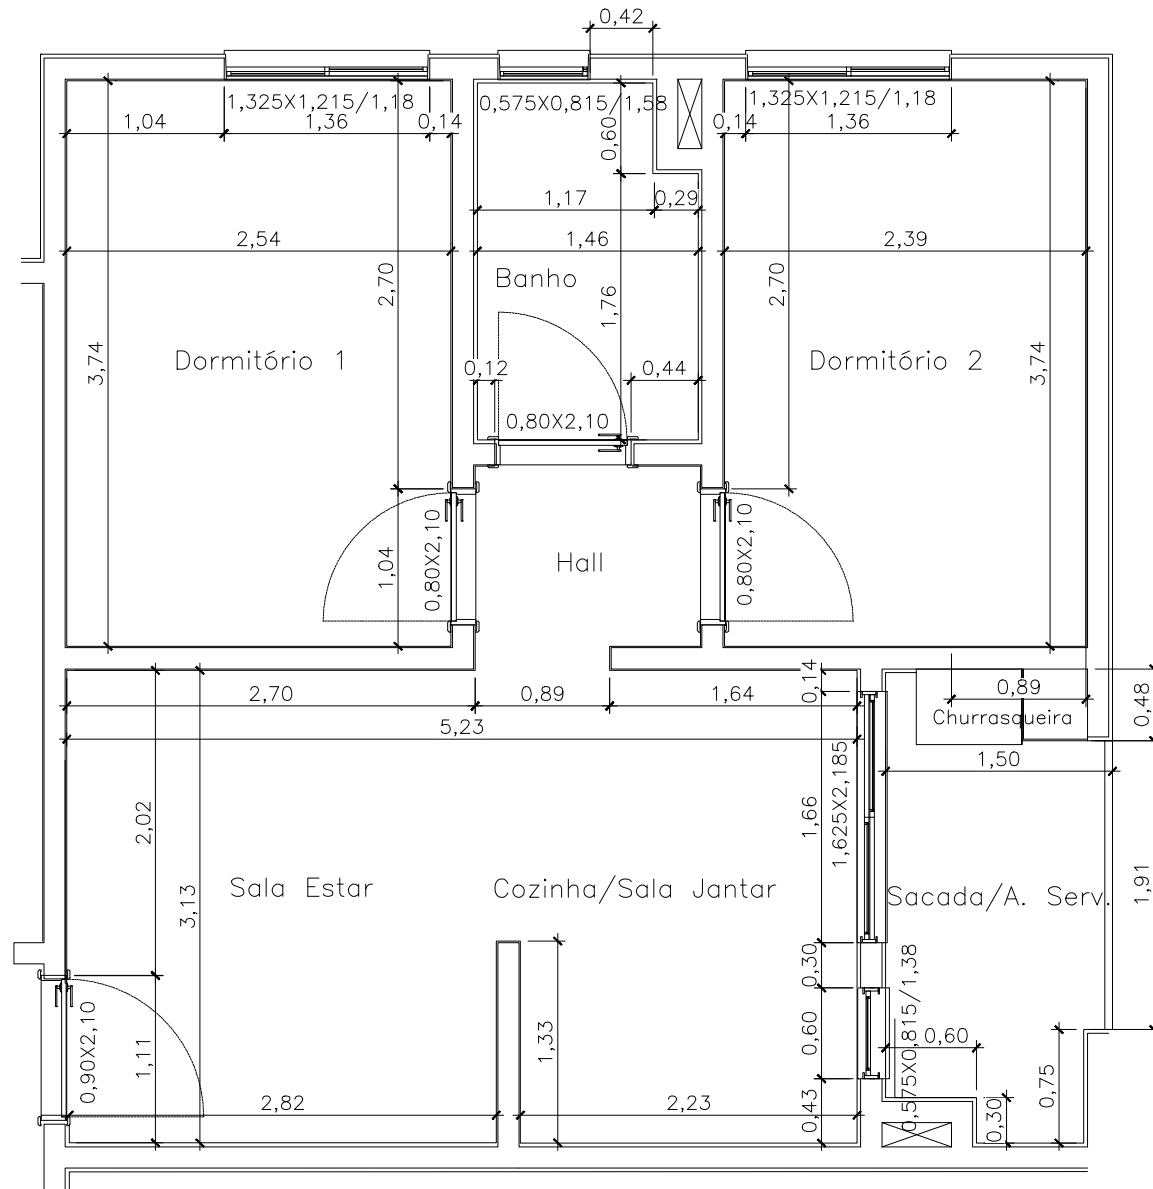 0,42
1,325X1,215/1,18
0,575X0,815/1,58
1,325X1,215/1,18
1,04
1,36
0,14
0,60
0,14
1,36
1,17
0,29
2,54
1,46
2,39
2,70
Banho
1,76
2,70
3,74
Dormitório 1
0,12
0,44
Dormitório 2
3,74
0,80X2,10
1,04
0,80X2,10
Hall
0,80X2,10
2,70
0,89
1,64
0,14
0,89
0,48
Churrasqueira
5,23
1,50
2,02
3,13
1,66
1,625X2,185
Sala Estar
Cozinha/Sala Jantar
Sacada/A. Serv.
1,91
0,30
0,575X0,815/1,38
0,90X2,10
1,11
1,33
0,60
0,60
0,75
2,82
2,23
0,43
0,30